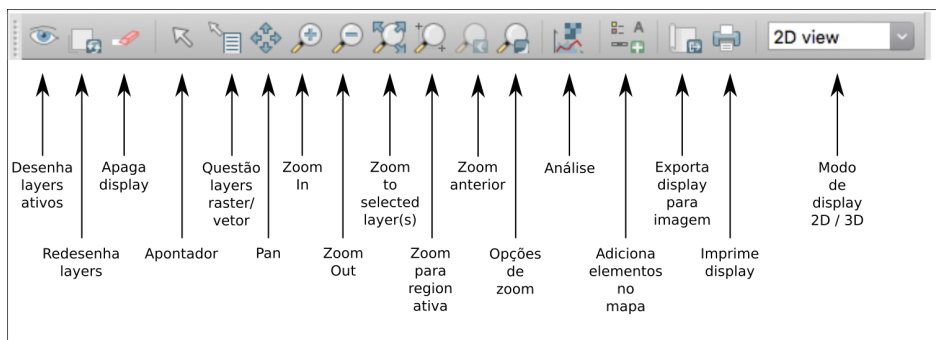 2D view
Desenha
layers
ativos
Redesenha
layers
Apaga
display
Apontador
Questão
layers
raster/
vetor
Pan
Zoom
In
Zoom
Out
Zoom
to
selected
layer(s)
Zoom
para
region
ativa
Zoom
anterior
Opções
de
zoom
Análise
Adiciona
elementos
no
mapa
Exporta
display
para
imagem
Imprime
display
Modo
de
display
2D / 3D